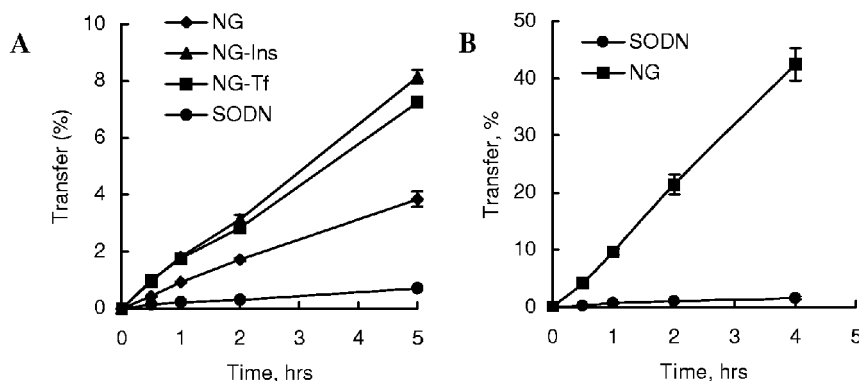 A
NG
NG-Ins
NG-Tf
SODN
Transfer (%)
10
8
6
4
2
0
0 1 2 3 4 5
Time, hrs
B
SODN
NG
Transfer, %
50
40
30
20
10
0
0 1 2 3 4 5
Time, hrs